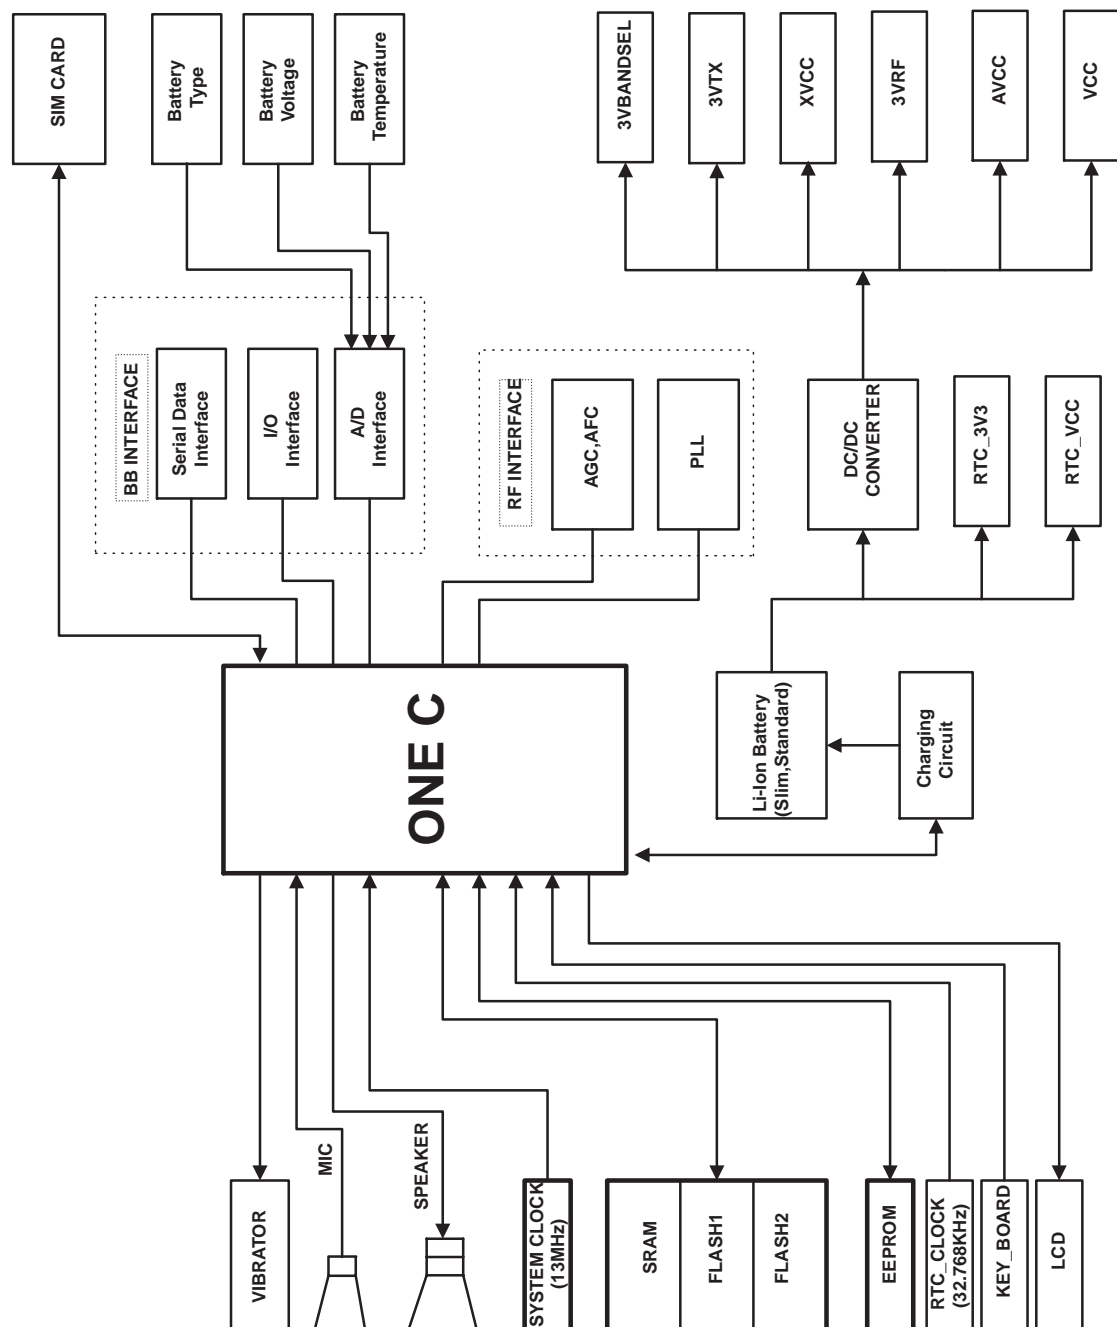 SIM CARD
Battery
Type
Battery
Voltage
Battery
Temperature
3VBANDSEL
3VTX
XVCC
3VRF
AVCC
VCC
BB INTERFACE
Serial Data
Interface
I/O
Interface
A/D
Interface
RF INTERFACE
AGC,AFC
PLL
DC/DC
CONVERTER
RTC_3V3
RTC_VCC
ONE C
Li-Ion Battery
(Slim,Standard)
Charging
Circuit
VIBRATOR
MIC
SPEAKER
SYSTEM CLOCK
(13MHz)
SRAM
FLASH1
FLASH2
EEPROM
RTC_CLOCK
(32.768KHz)
KEY_BOARD
LCD